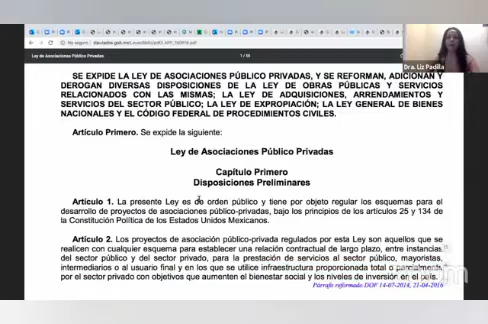 No es seguro
Ley de Asociaciones Público Privadas
Dra. Liz Padilla
SE EXPIDE LA LEY DE ASOCIACIONES PÚBLICO PRIVADAS, Y SE REFORMAN, ADICIONAN Y
DEROGAN DIVERSAS DISPOSICIONES DE LA LEY DE OBRAS PÚBLICAS Y SERVICIOS
RELACIONADOS CON LAS MISMAS; LA LEY DE ADQUISICIONES, ARRENDAMIENTOS Y
SERVICIOS DEL SECTOR PÚBLICO; LA LEY DE EXPROPIACIÓN; LA LEY GENERAL DE BIENES
NACIONALES Y EL CÓDIGO FEDERAL DE PROCEDIMIENTOS CIVILES.
Artículo Primero. Se expide la siguiente:
Ley de Asociaciones Público Privadas
Capítulo Primero
Disposiciones Preliminares
Artículo 1. La presente Ley es de orden público y tiene por objeto regular los esquemas para el
desarrollo de proyectos de asociaciones público-privadas, bajo los principios de los artículos 25 y 134 de
la Constitución Política de los Estados Unidos Mexicanos.
Artículo 2. Los proyectos de asociación público-privada regulados por esta Ley son aquellos que se
realicen con cualquier esquema para establecer una relación contractual de largo plazo, entre instancias
del sector público y del sector privado, para la prestación de servicios al sector público, mayoristas,
intermediarios o al usuario final y en los que se utilice infraestructura proporcionada total o parcialmente
por el sector privado con objetivos que aumenten el bienestar social y los niveles de inversión en el país.
Párrafo reformado DOF 14-07-2014, 21-04-2016